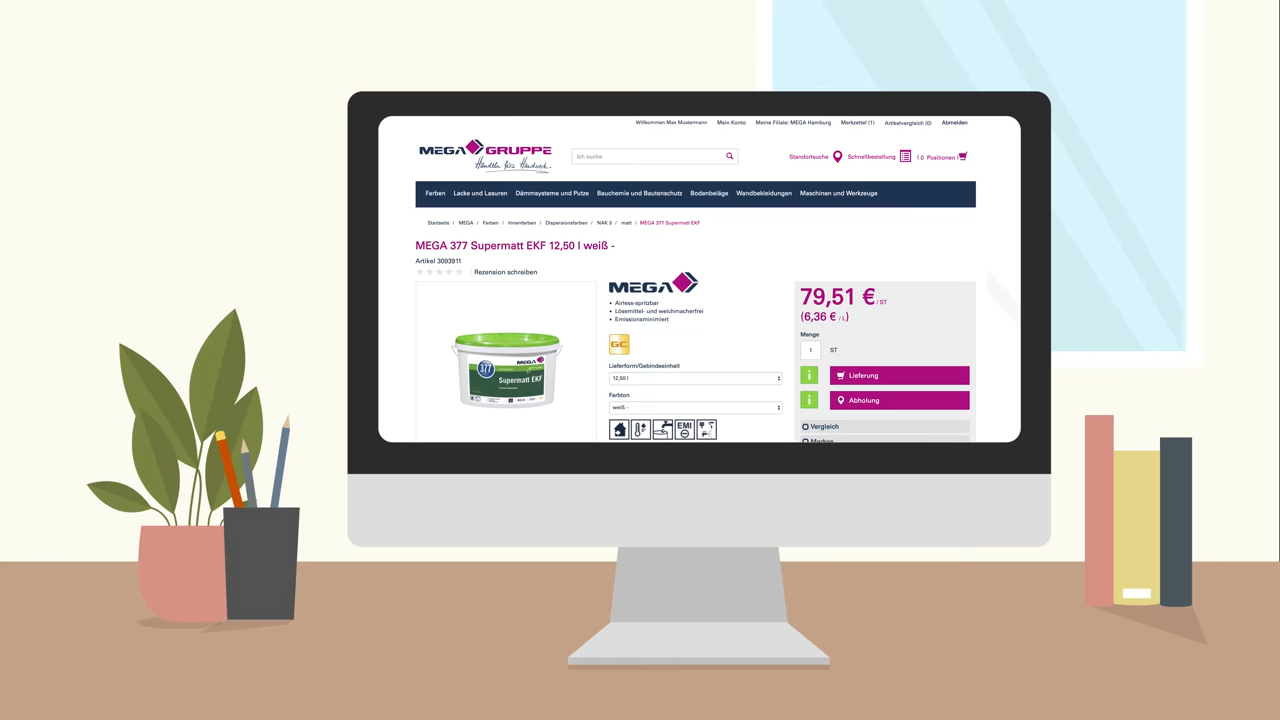 Willkommen Max Mustermann Mein Konto Meine Filiale: MEGA Hamburg Merkzettel (1) Artikelvergleich (0) Abmelden
MEGA GRUPPE
Händler fürs Handwerk.
Ich suche
Standortsuche Schnellbestellung ( 0 Positionen )
Farben Lacke und Lasuren Dämmsysteme und Putze Bauchemie und Bautenschutz Bodenbeläge Wandbekleidungen Maschinen und Werkzeuge
Startseite / MEGA / Farben / Innenfarben / Dispersionsfarben / NAK 3 / matt / MEGA 377 Supermatt EKF
MEGA 377 Supermatt EKF 12,50 l weiß -
Artikel 3093911
Rezension schreiben
MEGA
377
Supermatt EKF
MEGA
• Airless-spritzbar
• Lösemittel- und weichmacherfrei
• Emissionsminimiert
GC
Lieferform/Gebindeeinheit
12,50 l
Farbton
weiß -
EMI
79,51 € / ST
(6,36 € / L)
Menge
1 ST
i Lieferung
i Abholung
Vergleich
Merken